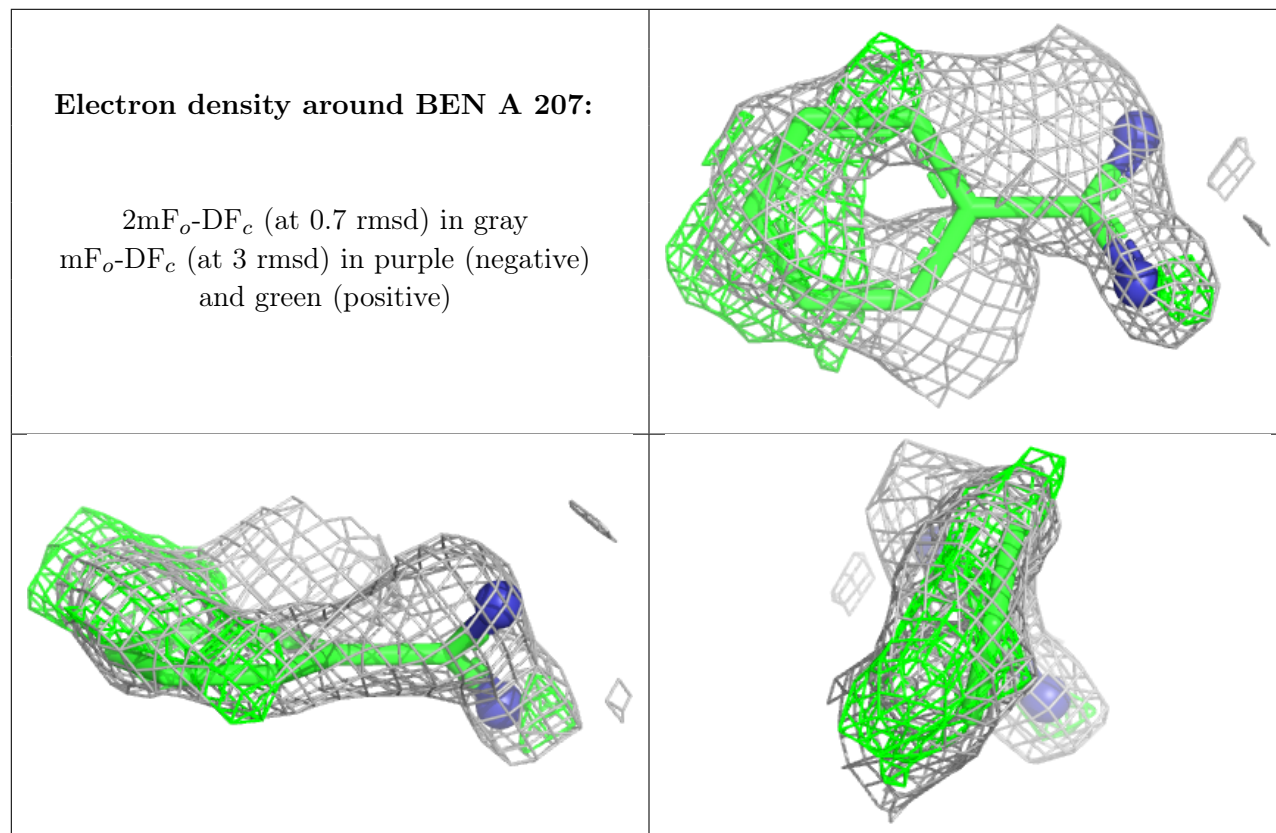 Electron density around BEN A 207:
2mFo-DFc (at 0.7 rmsd) in gray
mFo-DFc (at 3 rmsd) in purple (negative)
and green (positive)